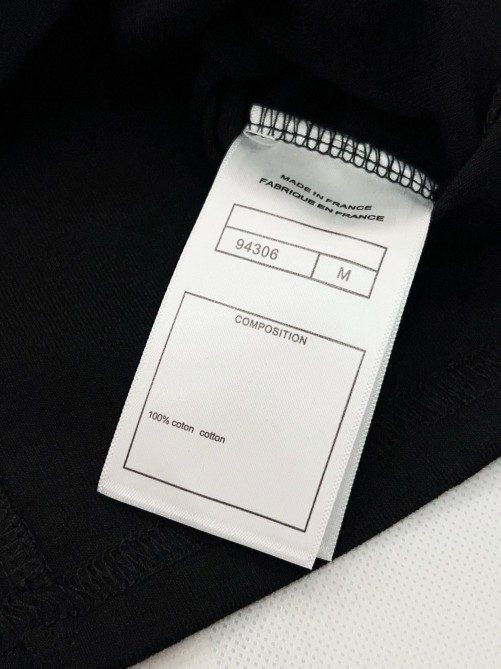 MADE IN FRANCE
FABRIQUE EN FRANCE
94306 M
COMPOSITION
100% coton cotton